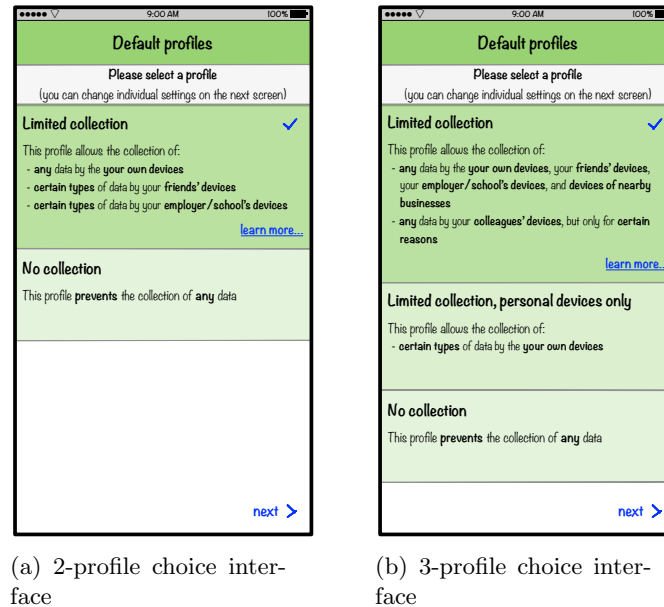 9:00 AM 100%
Default profiles
Please select a profile
(you can change individual settings on the next screen)
Limited collection
This profile allows the collection of:
- any data by the your own devices
- certain types of data by your friends' devices
- certain types of data by your employer/school's devices
learn more...
No collection
This profile prevents the collection of any data
next
(a) 2-profile choice inter-
face
9:00 AM 100%
Default profiles
Please select a profile
(you can change individual settings on the next screen)
Limited collection
This profile allows the collection of:
- any data by the your own devices, your friends' devices,
your employer/school's devices, and devices of nearby
businesses
- any data by your colleagues' devices, but only for certain
reasons
learn more..
Limited collection, personal devices only
This profile allows the collection of:
- certain types of data by the your own devices
No collection
This profile prevents the collection of any data
next
(b) 3-profile choice inter-
face